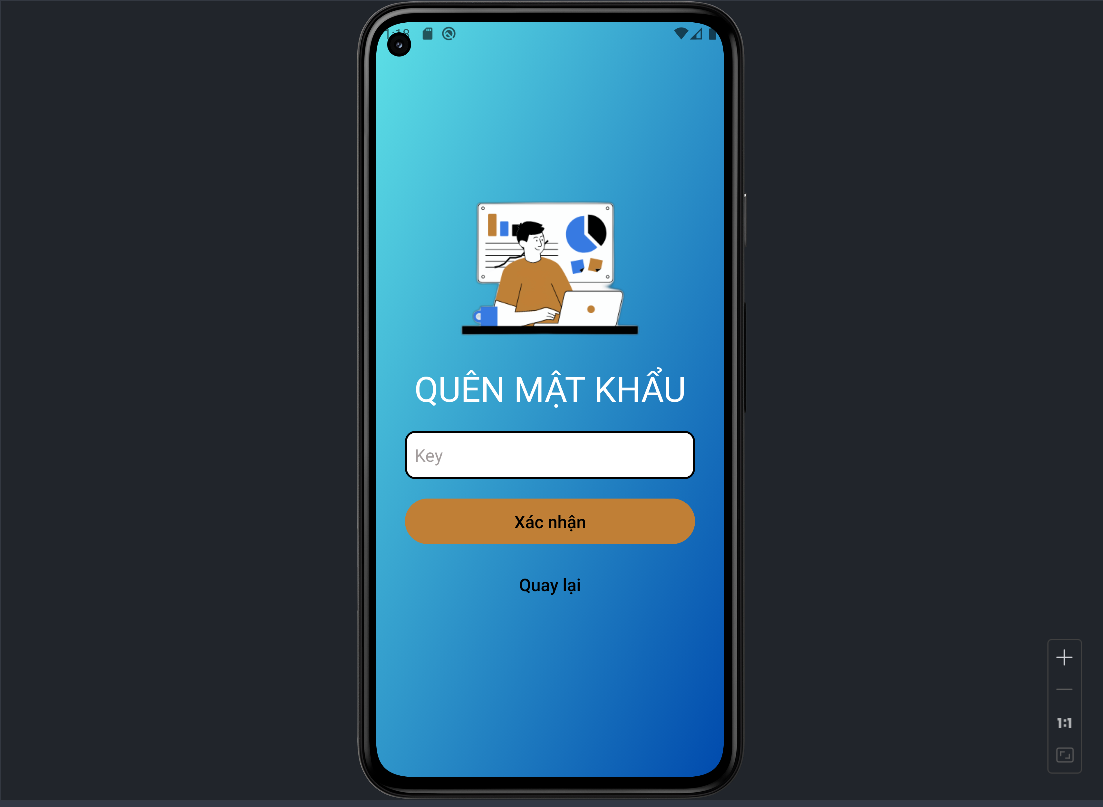 QUÊN MẬT KHẨU
Key
Xác nhận
Quay lại
1:1